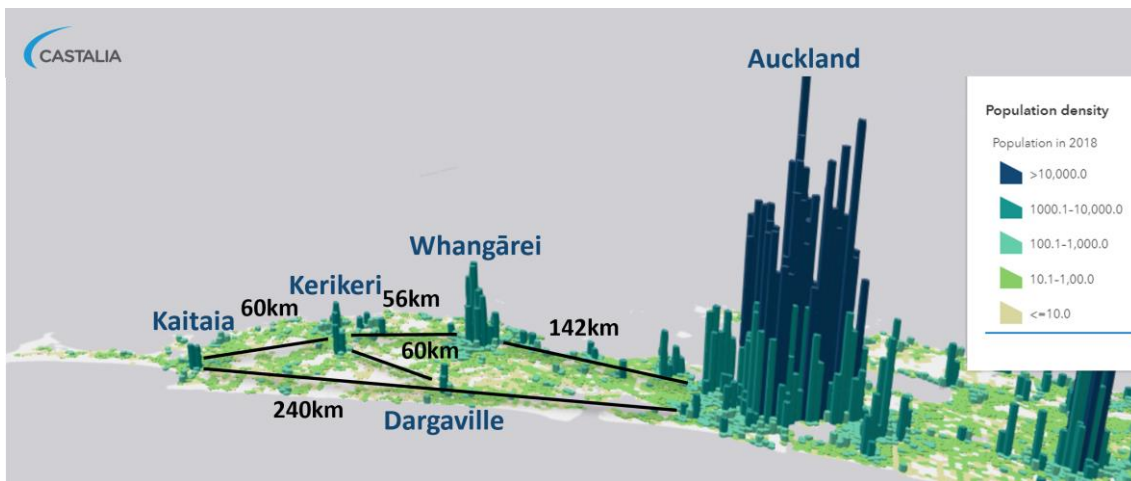 CASTALIA
Auckland
Whangārei
Kerikeri
56km
60km
Kaitaia
142km
60km
240km
Dargaville
Population density
Population in 2018
>10,000.0
1000.1-10,000.0
100.1-1,000.0
10.1-1,00.0
<=10.0